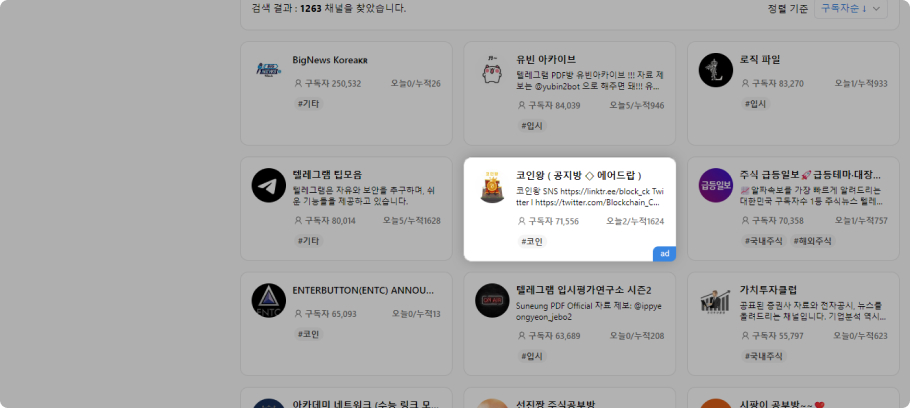 검색 결과 : 1263 채널을 찾았습니다.
정렬 기준
구독자순 ↓
BigNews Koreaᴋʀ
구독자 250,532
오늘0/누적26
#기타
유빈 아카이브
텔레그램 PDF방 유빈아카이브 !!! 자료 제
보는 @yubin2bot 으로 해주면 돼!!! 유...
구독자 84,039
오늘5/누적946
#입시
로직 파일
구독자 83,270
오늘1/누적933
#입시
텔레그램 팁모음
텔레그램은 자유와 보안을 추구하며, 쉬
운 기능들을 제공하고 있습니다.
구독자 80,014
오늘5/누적1628
#기타
코인왕 ( 공지방 ◇ 에어드랍 )
코인왕 SNS https://linktr.ee/block_ck Twi
tter l https://twitter.com/Blockchain_C...
구독자 71,556
오늘2/누적1624
#코인
ad
급등일보
주식 급등일보🚀급등테마·대장...
알짜속보를 가장 빠르게 알려드리는
대한민국 구독자수 1등 주식뉴스 텔레...
구독자 70,358
오늘1/누적757
#국내주식 #해외주식
ENTC
ENTERBUTTON(ENTC) ANNOU...
구독자 65,093
오늘0/누적13
#코인
ON AIR
텔레그램 입시평가연구소 시즌2
Suneung PDF Official 자료 제보: @ippye
ongyeon_jebo2
구독자 63,689
오늘0/누적208
#입시
가치투자클럽
공표된 증권사 자료와 전자공시, 뉴스를
올려드리는 채널입니다. 기업분석 역시...
구독자 55,797
오늘0/누적623
#국내주식
아카데미 네트워크 (수능 링크 모...
선진짱 주식공부방
시팡이 공부방~~❤️